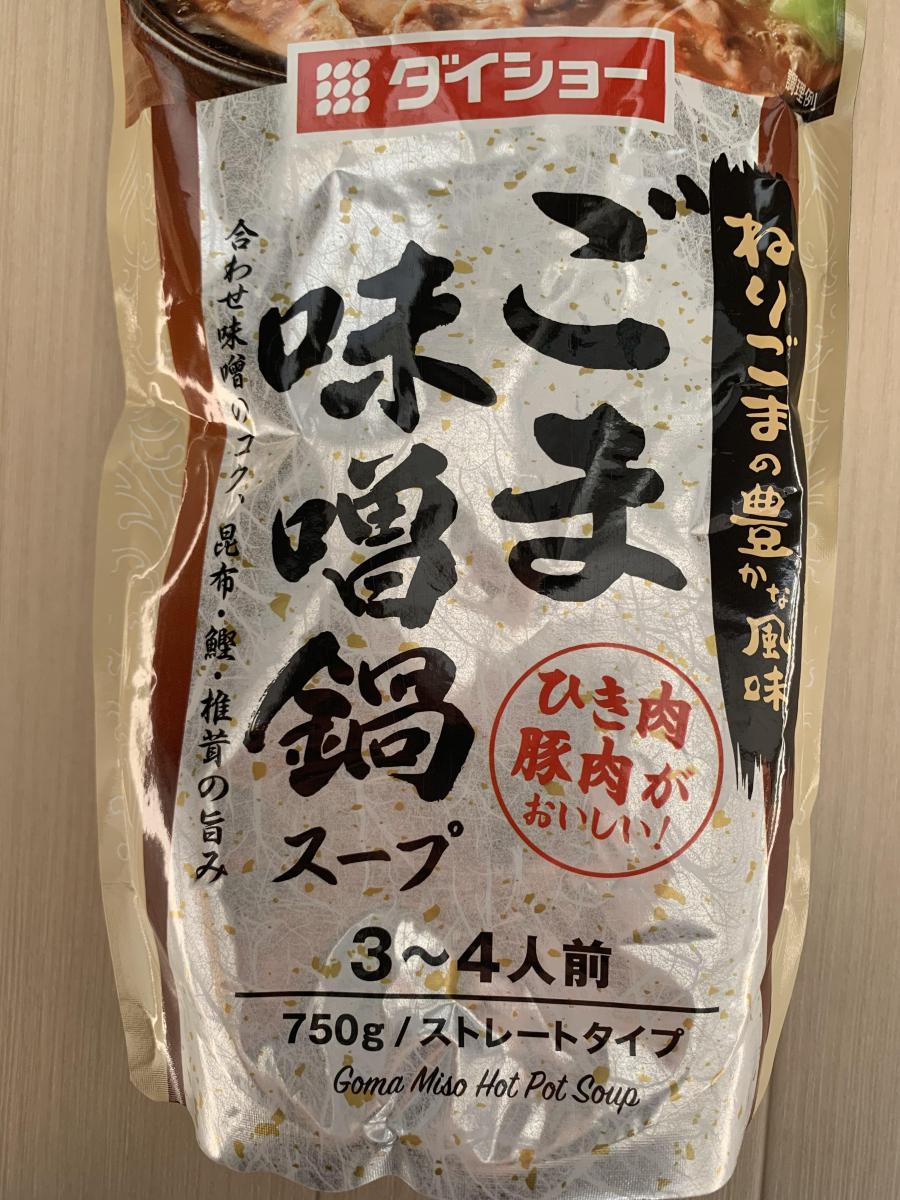 調理例
ダイショー
ねりごまの豊かな風味
ごま
味噌鍋
スープ
合わせ味噌のコク、昆布・鰹・椎茸の旨み
ひき肉
豚肉が
おいしい!
3〜4人前
750g/ストレートタイプ
Goma Miso Hot Pot Soup